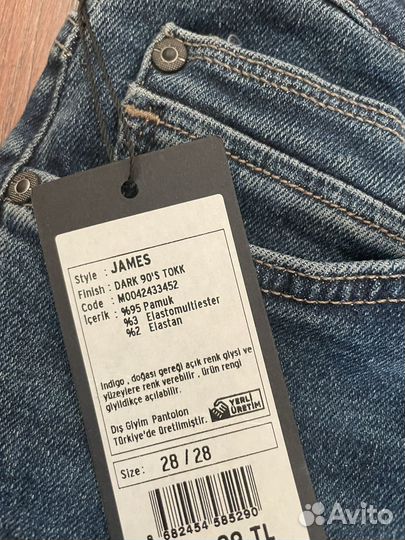 Style : JAMES
Finish : DARK 90'S TOKK
Code : M0042433452
İçerik : %95 Pamuk
%3 Elastomultiester
%2 Elastan
Indigo , doğası gereği açık renk giysi ve
yüzeylere renk verebilir , ürün rengi
giyildikçe açılabilir.
Dış Giyim Pantolon
Türkiye'de Üretilmiştir.
YERLİ
ÜRETİM
Size: 28 / 28
8 682454 585290
TL
Avito